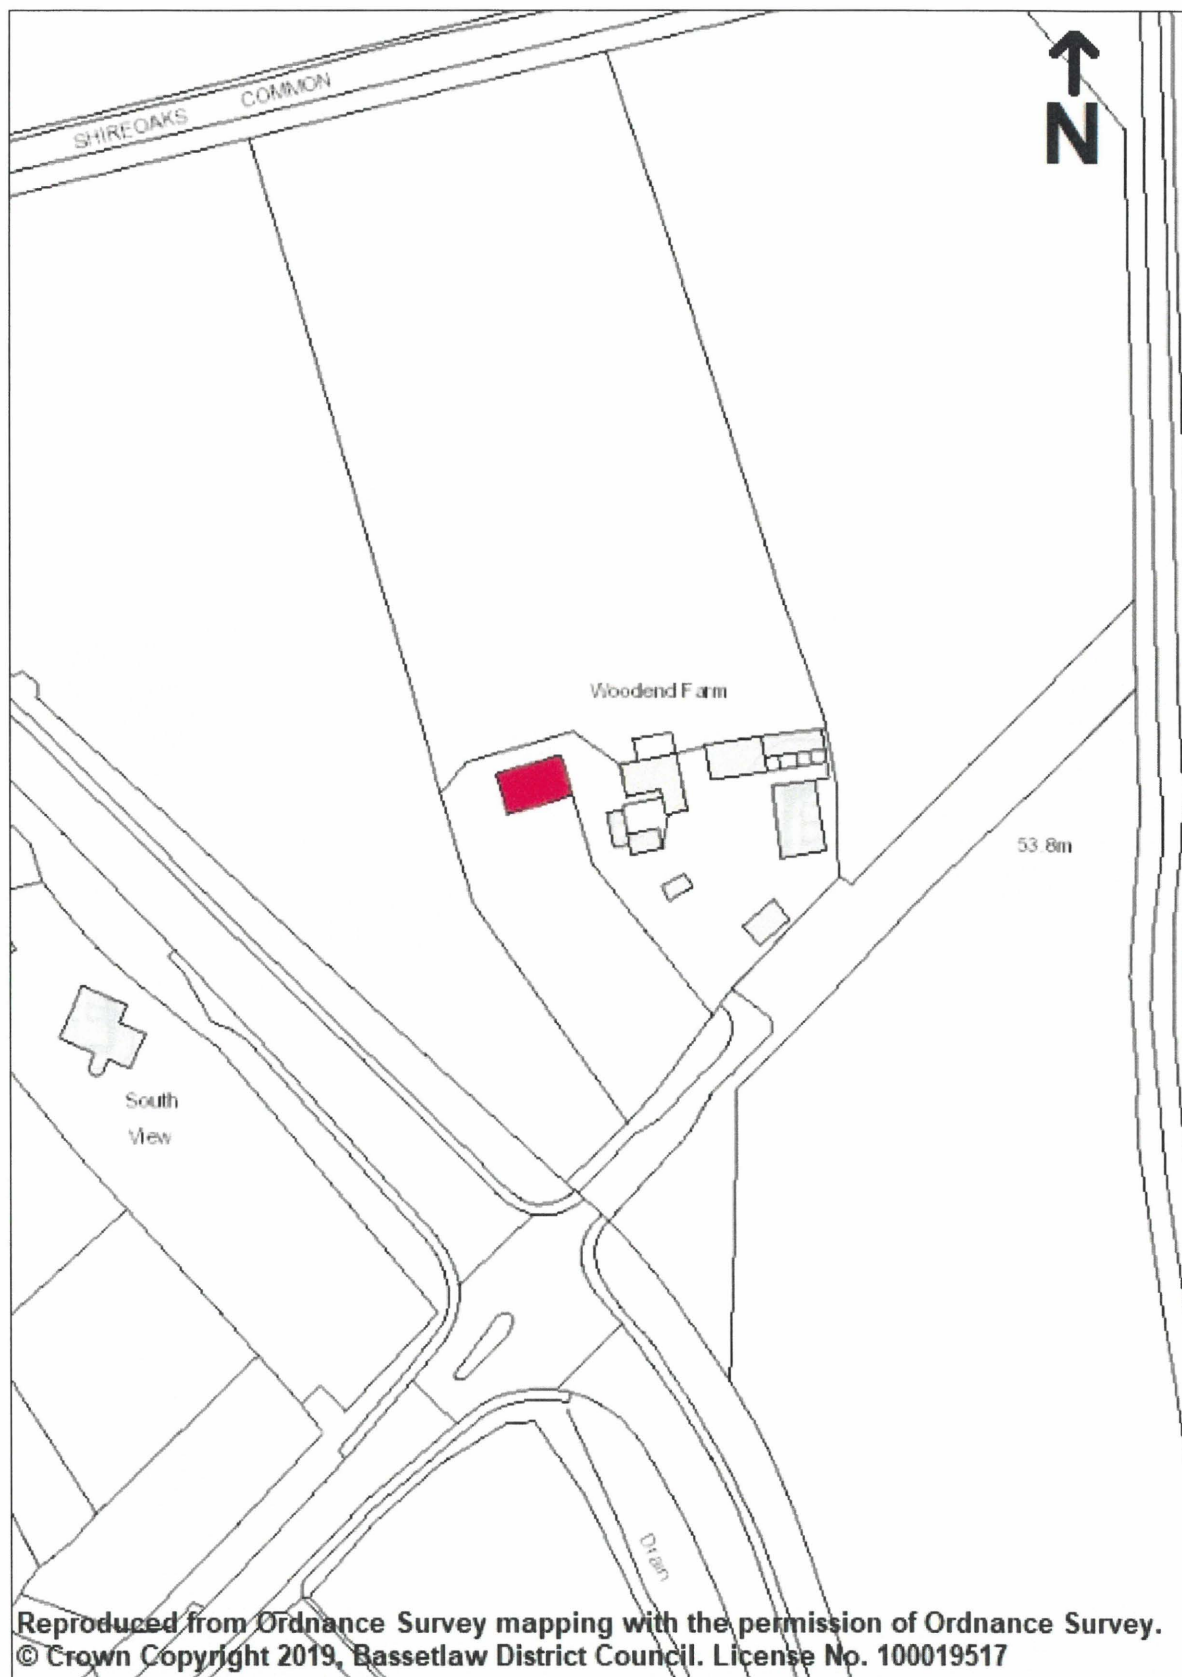 SHIREOAKS COMMON
N
Woodend Farm
53.8m
South
View
Drain
Reproduced from Ordnance Survey mapping with the permission of Ordnance Survey.
© Crown Copyright 2019, Bassetlaw District Council. License No. 100019517